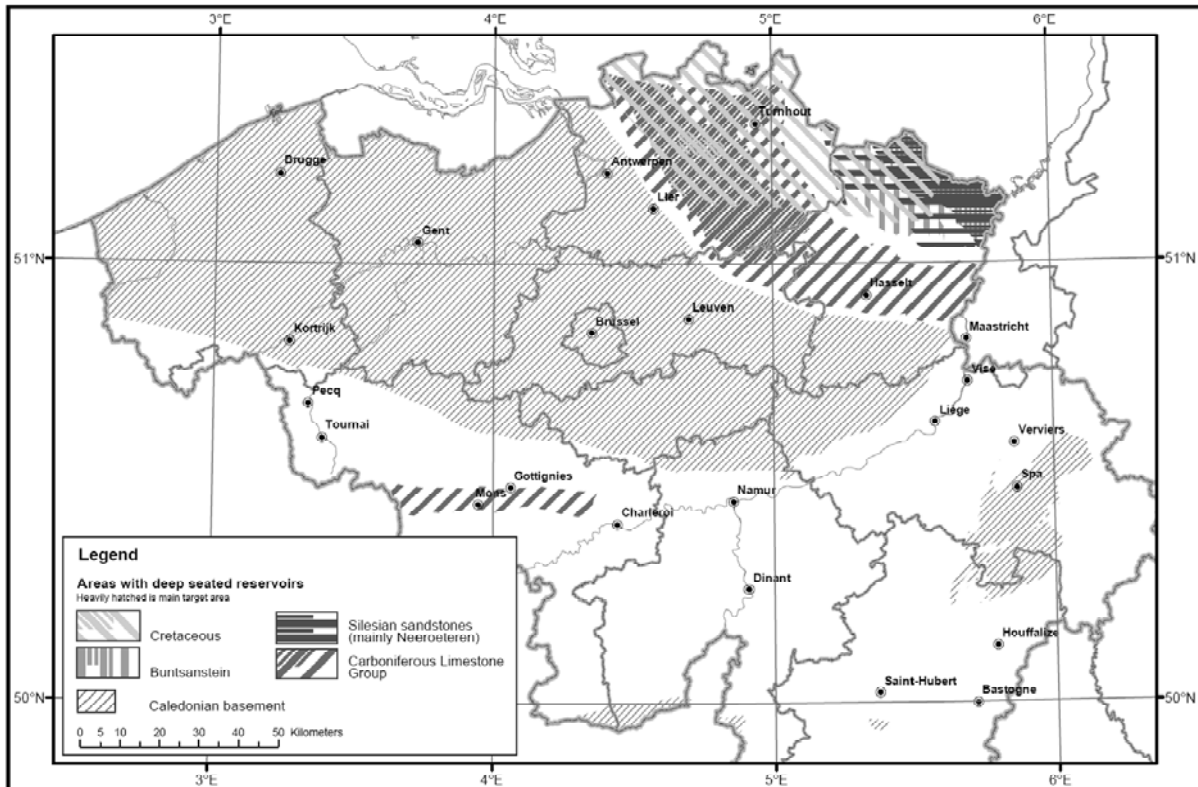 3°E 4°E 5°E 6°E
Turnhout
Brugge
Antwerpen
Lier
Gent
51°N 51°N
Hasselt
Leuven
Brussel
Kortrijk
Maastricht
Vise
Pecq
Liege
Tournai
Verviers
Spa
Gottignies
Mons
Namur
Charleroi
Legend
Areas with deep seated reservoirs
Heavily hatched is main target area
Cretaceous
Silesian sandstones
(mainly Neeroeteren)
Buntsanstein
Carboniferous Limestone
Group
Caledonian basement
0 5 10 20 30 40 50 Kilometers
Dinant
Houffalize
Saint-Hubert
Bastogne
50°N 50°N
3°E 4°E 5°E 6°E